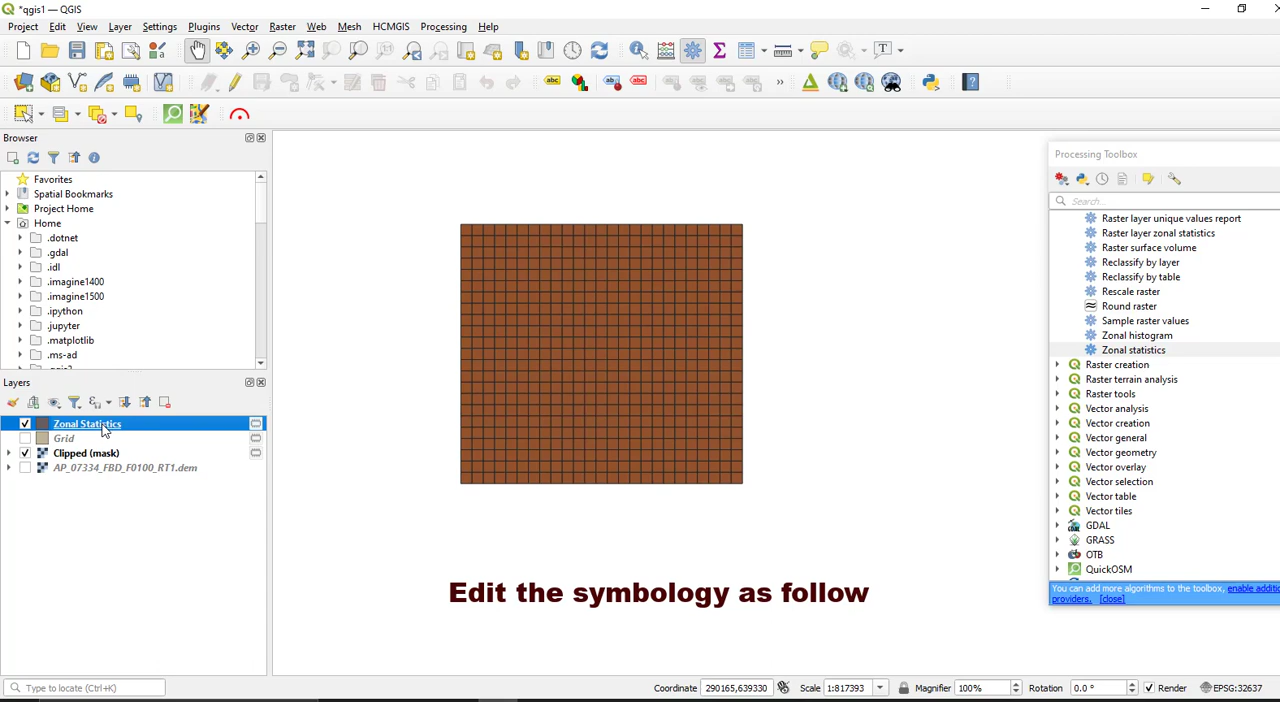 *qgis1 — QGIS
Project Edit View Layer Settings Plugins Vector Raster Web Mesh HCMGIS Processing Help
Browser
Favorites
Spatial Bookmarks
Project Home
Home
.dotnet
.gdal
.idl
.imagine1400
.imagine1500
.ipython
.jupyter
.matplotlib
.ms-ad
Layers
Zonal Statistics
Grid
Clipped (mask)
AP_07334_FBD_F0100_RT1.dem
Edit the symbology as follow
Processing Toolbox
Search...
Raster layer unique values report
Raster layer zonal statistics
Raster surface volume
Reclassify by layer
Reclassify by table
Rescale raster
Round raster
Sample raster values
Zonal histogram
Zonal statistics
Raster creation
Raster terrain analysis
Raster tools
Vector analysis
Vector creation
Vector general
Vector geometry
Vector overlay
Vector selection
Vector table
Vector tiles
GDAL
GRASS
OTB
QuickOSM
You can add more algorithms to the toolbox, enable additio
providers. [close]
Type to locate (Ctrl+K) Coordinate 290165,639330 Scale 1:817393 Magnifier 100% Rotation 0.0 ° Render EPSG:32637